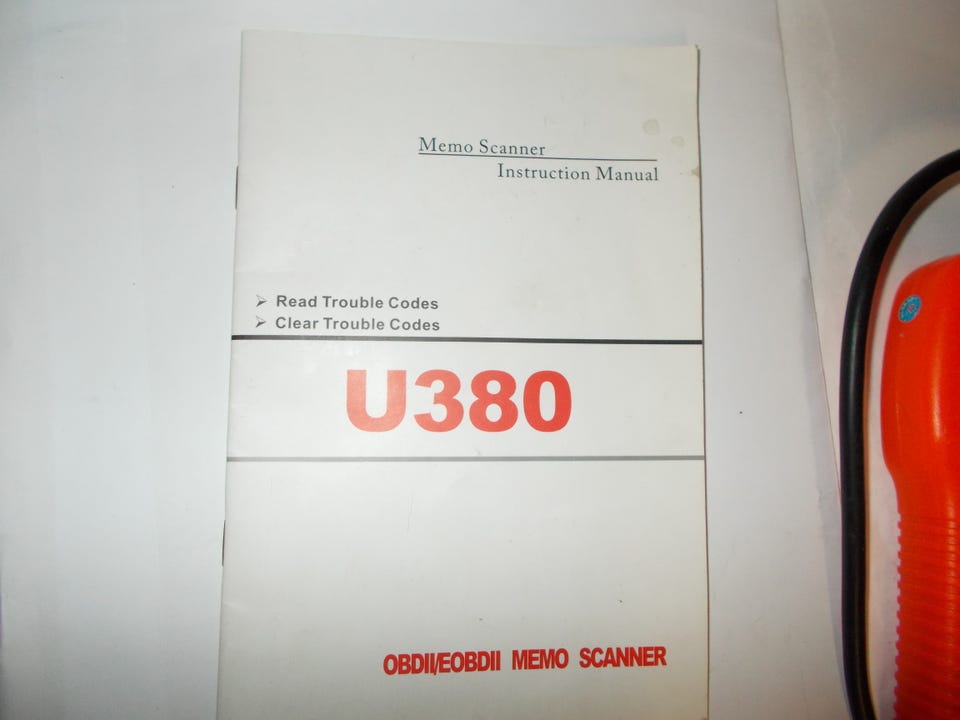 Memo Scanner
Instruction Manual
Read Trouble Codes
Clear Trouble Codes
U380
OBDII/EOBDII MEMO SCANNER